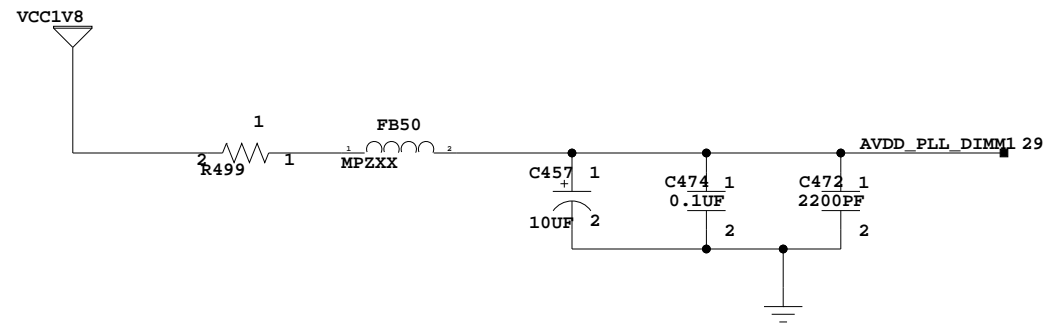 VCC1V8
1
2 R499 1
FB50
1 2
MPZXX
AVDD_PLL_DIMM1 29
C457 1
+
10UF 2
C474 1
0.1UF
2
C472 1
2200PF
2